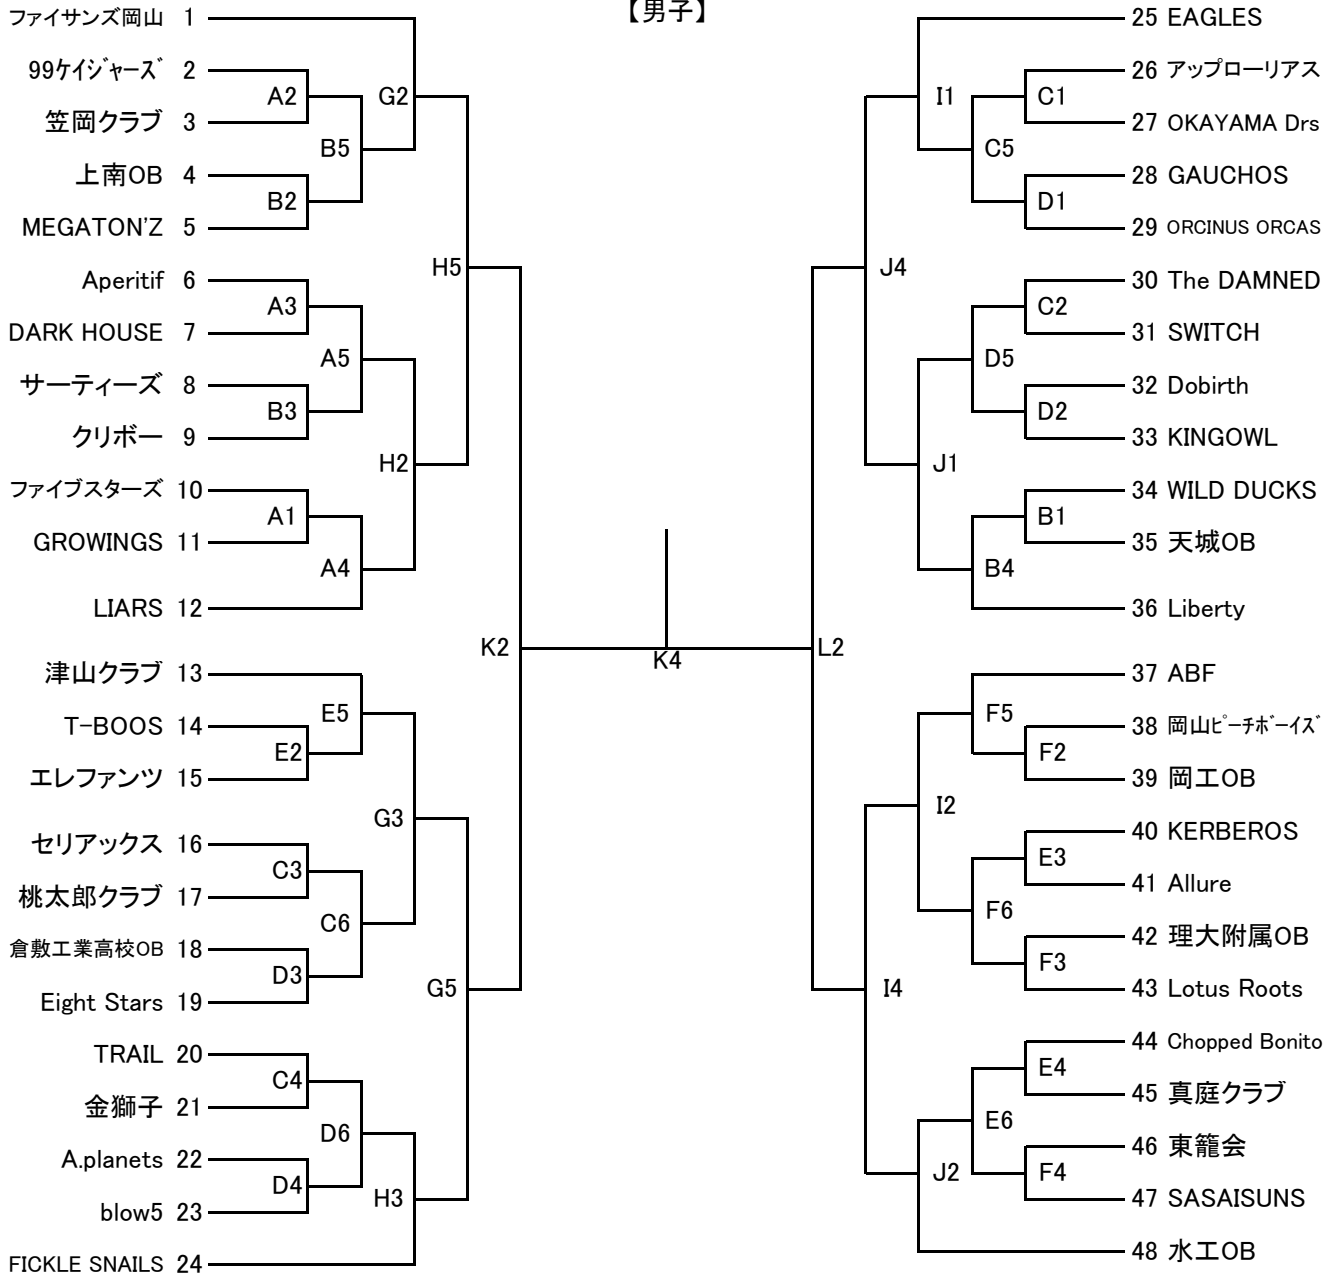 【男子】
ファイサンズ岡山 1
99ケイジャーズ 2
A2
G2
笠岡クラブ 3
B5
上南OB 4
B2
MEGATON'Z 5
H5
Aperitif 6
A3
DARK HOUSE 7
A5
サーティーズ 8
B3
クリボー 9
H2
ファイブスターズ 10
A1
GROWINGS 11
A4
LIARS 12
K2
津山クラブ 13
E5
T-BOOS 14
E2
エレファンツ 15
G3
セリアックス 16
C3
桃太郎クラブ 17
C6
倉敷工業高校OB 18
D3
G5
Eight Stars 19
TRAIL 20
C4
金獅子 21
D6
A.planets 22
D4
H3
blow5 23
FICKLE SNAILS 24
K4
25 EAGLES
26 アップローリアス
I1
C1
27 OKAYAMA Drs
C5
28 GAUCHOS
D1
29 ORCINUS ORCAS
J4
30 The DAMNED
C2
31 SWITCH
D5
32 Dobirth
D2
33 KINGOWL
J1
34 WILD DUCKS
B1
35 天城OB
B4
36 Liberty
L2
37 ABF
F5
38 岡山ピーチボーイズ
F2
39 岡工OB
I2
40 KERBEROS
E3
41 Allure
F6
42 理大附属OB
F3
I4
43 Lotus Roots
44 Chopped Bonito
E4
45 真庭クラブ
E6
46 東籠会
J2
F4
47 SASAISUNS
48 水工OB